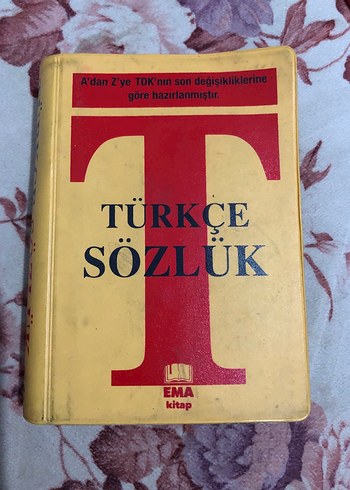 A'dan Z'ye TDK'nın son değişikliklerine
göre hazırlanmıştır.
T
TÜRKÇE
SÖZLÜK
EMA
kitap